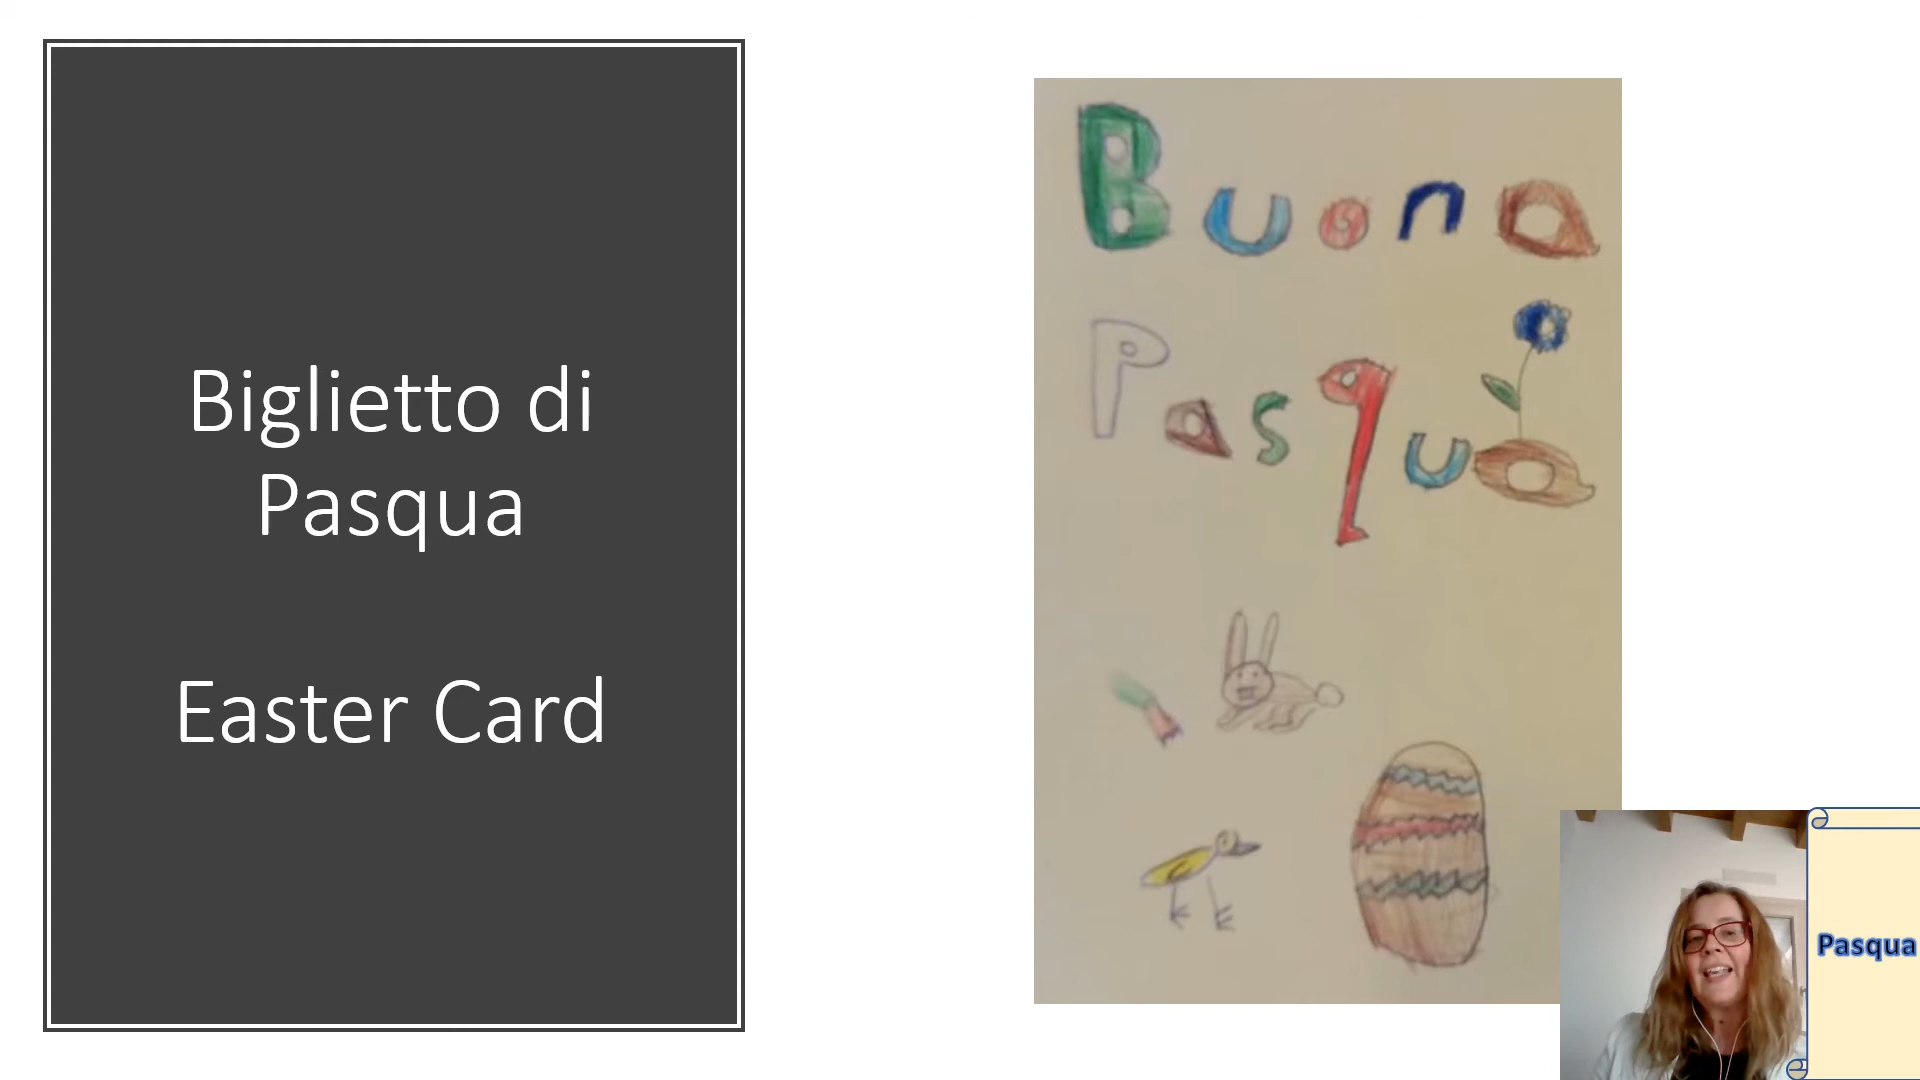 Biglietto di
Pasqua
Easter Card
Buona
Pasqua
Pasqua